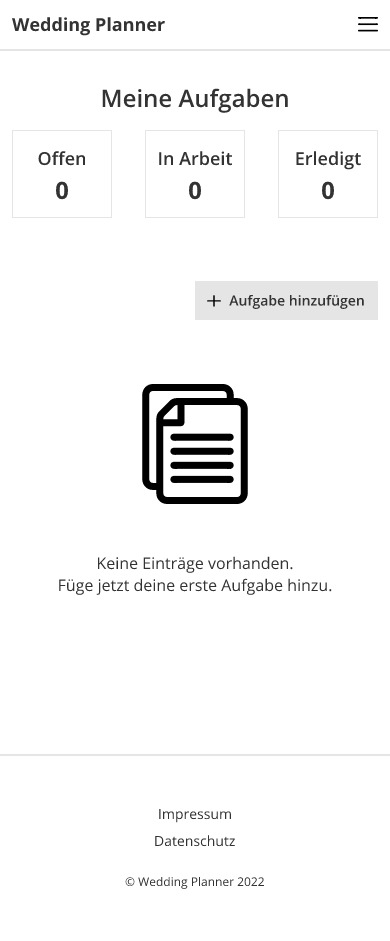 Wedding Planner
Meine Aufgaben
Offen
0
In Arbeit
0
Erledigt
0
Aufgabe hinzufügen
Keine Einträge vorhanden.
Füge jetzt deine erste Aufgabe hinzu.
Impressum
Datenschutz
© Wedding Planner 2022